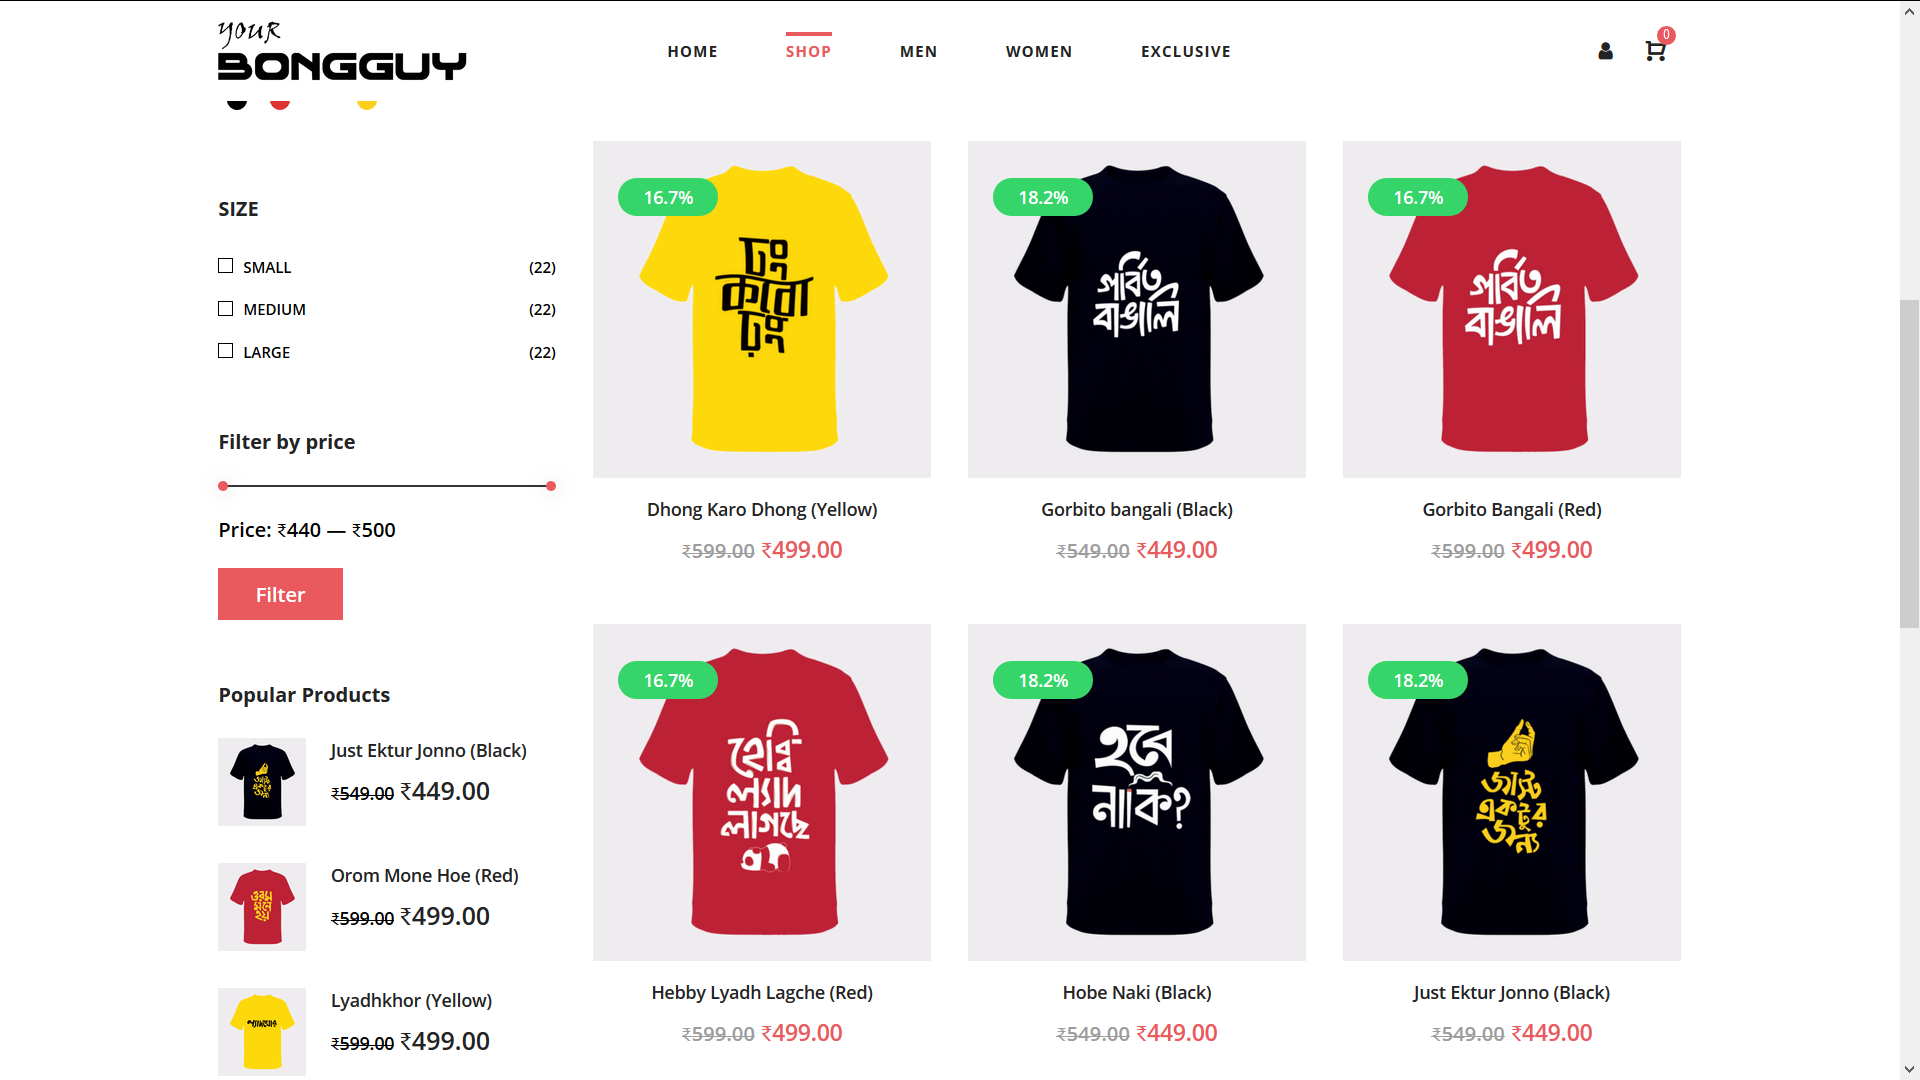 your
BONGGUY
HOME
SHOP
MEN
WOMEN
EXCLUSIVE
0
SIZE
SMALL (22)
MEDIUM (22)
LARGE (22)
Filter by price
Price: ₹440 — ₹500
Filter
Popular Products
Just Ektur Jonno (Black)
₹549.00 ₹449.00
জাস্ট
একটুর
জন্য
Orom Mone Hoe (Red)
₹599.00 ₹499.00
ওরম
মনে
হয়
Lyadhkhor (Yellow)
₹599.00 ₹499.00
16.7%
ঢং
করো
ঢং
Dhong Karo Dhong (Yellow)
₹599.00 ₹499.00
18.2%
গর্বিত
বাঙালি
Gorbito bangali (Black)
₹549.00 ₹449.00
16.7%
গর্বিত
বাঙালি
Gorbito Bangali (Red)
₹599.00 ₹499.00
16.7%
হেব্বি
ল্যাদ
লাগছে
Hebby Lyadh Lagche (Red)
₹599.00 ₹499.00
18.2%
হবে
নাকি?
Hobe Naki (Black)
₹549.00 ₹449.00
18.2%
জাস্ট
একটুর
জন্য
Just Ektur Jonno (Black)
₹549.00 ₹449.00